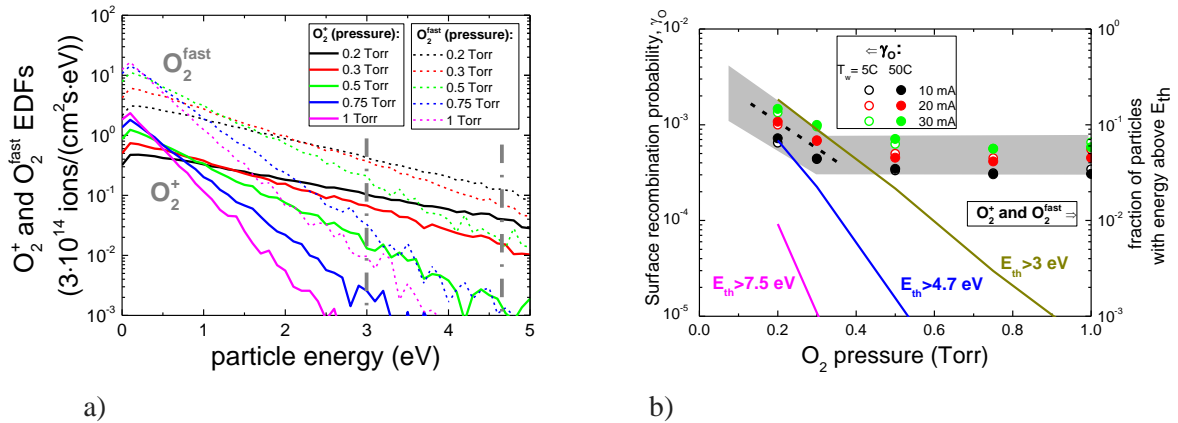 O₂⁺ and O₂^fast EDFs
(3·10¹⁴ ions/(cm²s·eV)
10²
10¹
10⁰
10⁻¹
10⁻²
10⁻³
O₂^fast
O₂⁺
O₂⁺ (pressure):
0.2 Torr
0.3 Torr
0.5 Torr
0.75 Torr
1 Torr
O₂^fast (pressure):
0.2 Torr
0.3 Torr
0.5 Torr
0.75 Torr
1 Torr
0 1 2 3 4 5
particle energy (eV)
a)
Surface recombination probability, γ_O
10⁻²
10⁻³
10⁻⁴
10⁻⁵
⇐ γ_O:
T_w = 5C 50C
10 mA
20 mA
30 mA
O₂⁺ and O₂^fast ⇒
E_th>7.5 eV
E_th>4.7 eV
E_th>3 eV
10⁰
10⁻¹
10⁻²
10⁻³
fraction of particles
with energy above E_th
0.0 0.2 0.4 0.6 0.8 1.0
O₂ pressure (Torr)
b)